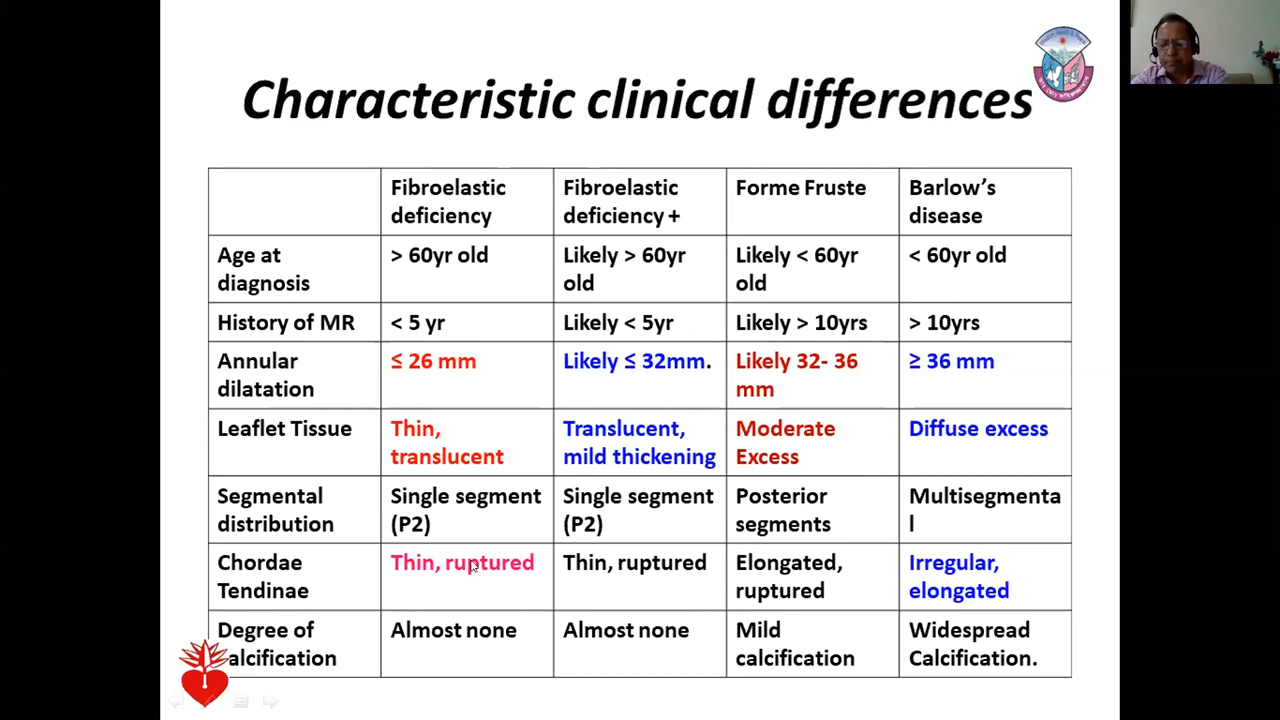 Characteristic clinical differences
Fibroelastic deficiency
Fibroelastic deficiency +
Forme Fruste
Barlow’s disease
Age at diagnosis
> 60yr old
Likely > 60yr old
Likely < 60yr old
< 60yr old
History of MR
< 5 yr
Likely < 5yr
Likely > 10yrs
> 10yrs
Annular dilatation
≤ 26 mm
Likely ≤ 32mm.
Likely 32- 36 mm
≥ 36 mm
Leaflet Tissue
Thin, translucent
Translucent, mild thickening
Moderate Excess
Diffuse excess
Segmental distribution
Single segment (P2)
Single segment (P2)
Posterior segments
Multisegmental
Chordae Tendinae
Thin, ruptured
Thin, ruptured
Elongated, ruptured
Irregular, elongated
Degree of calcification
Almost none
Almost none
Mild calcification
Widespread Calcification.